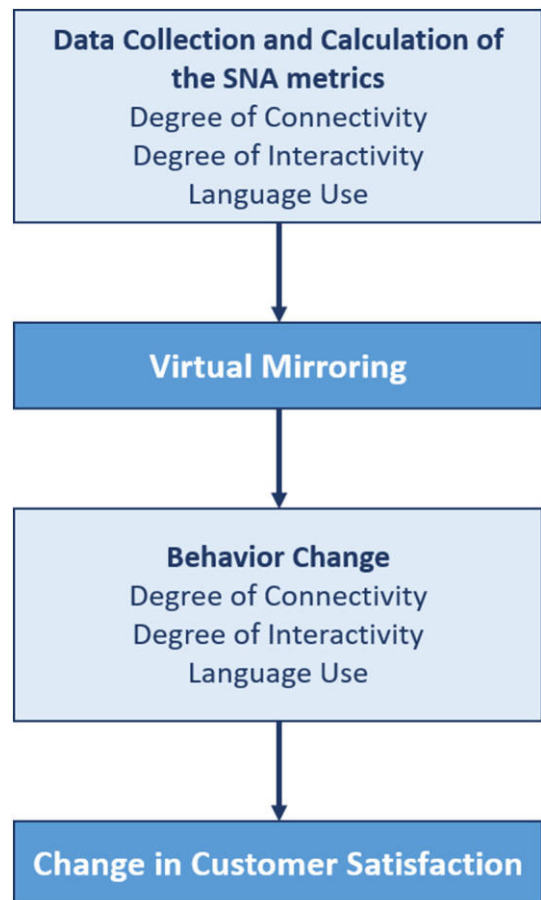 Data Collection and Calculation of
the SNA metrics
Degree of Connectivity
Degree of Interactivity
Language Use
Virtual Mirroring
Behavior Change
Degree of Connectivity
Degree of Interactivity
Language Use
Change in Customer Satisfaction